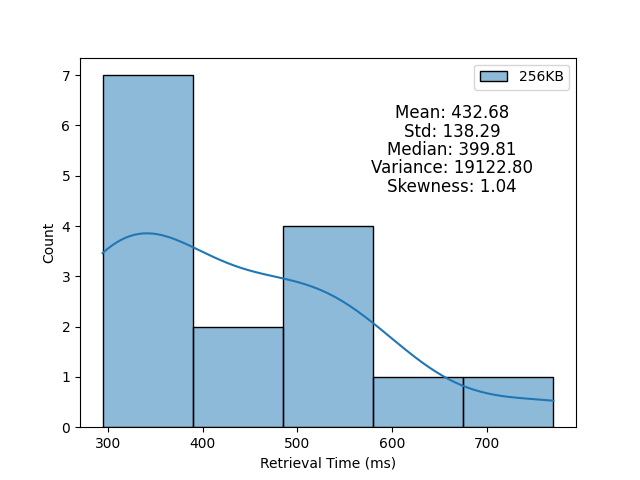 256KB
Mean: 432.68
Std: 138.29
Median: 399.81
Variance: 19122.80
Skewness: 1.04
7
6
5
4
3
2
1
0
Count
300 400 500 600 700
Retrieval Time (ms)